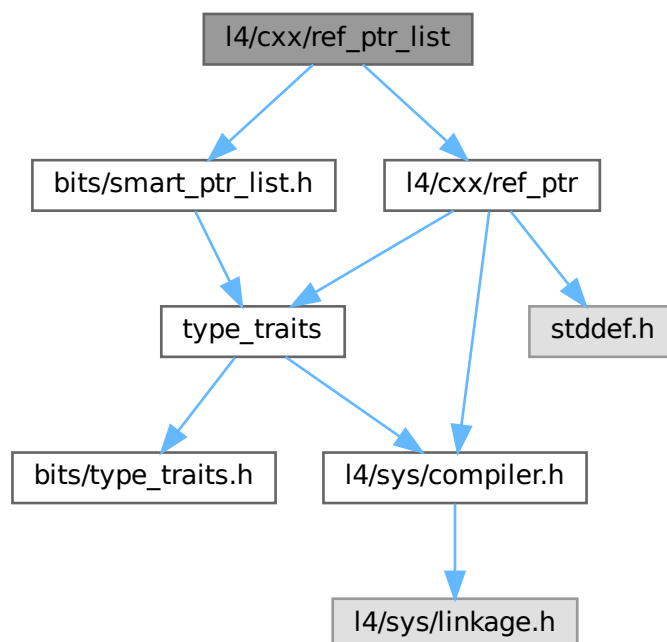 l4/cxx/ref_ptr_list
bits/smart_ptr_list.h
l4/cxx/ref_ptr
type_traits
stddef.h
bits/type_traits.h
l4/sys/compiler.h
l4/sys/linkage.h